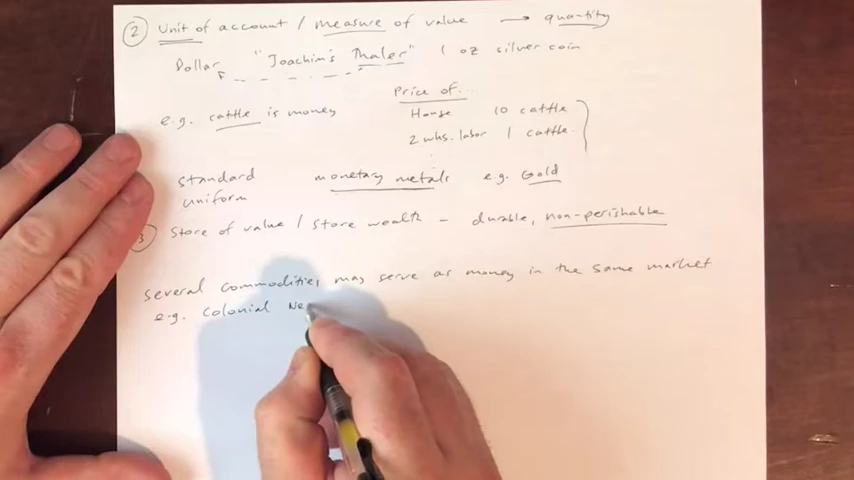 2 Unit of account / measure of value → quantity
Dollar "Joachim's Thaler" 1 oz silver coin
Price of...
e.g. cattle is money House 10 cattle
2 wks. labor 1 cattle
standard monetary metals e.g. Gold
uniform
3 Store of value / store wealth - durable, non-perishable
several commodities may serve as money in the same market
e.g. Colonial Ne